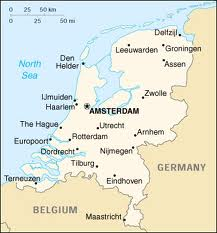 0 25 50 km
0 25 50 mi
Delfzijl
Leeuwarden
Groningen
Den
Helder
Assen
North
Sea
Zwolle
IJmuiden
Haarlem
AMSTERDAM
The Hague
Utrecht
Europoort
Rotterdam
Arnhem
Dordrecht
Nijmegen
Tilburg
GERMANY
Terneuzen
Eindhoven
BELGIUM
Maastricht